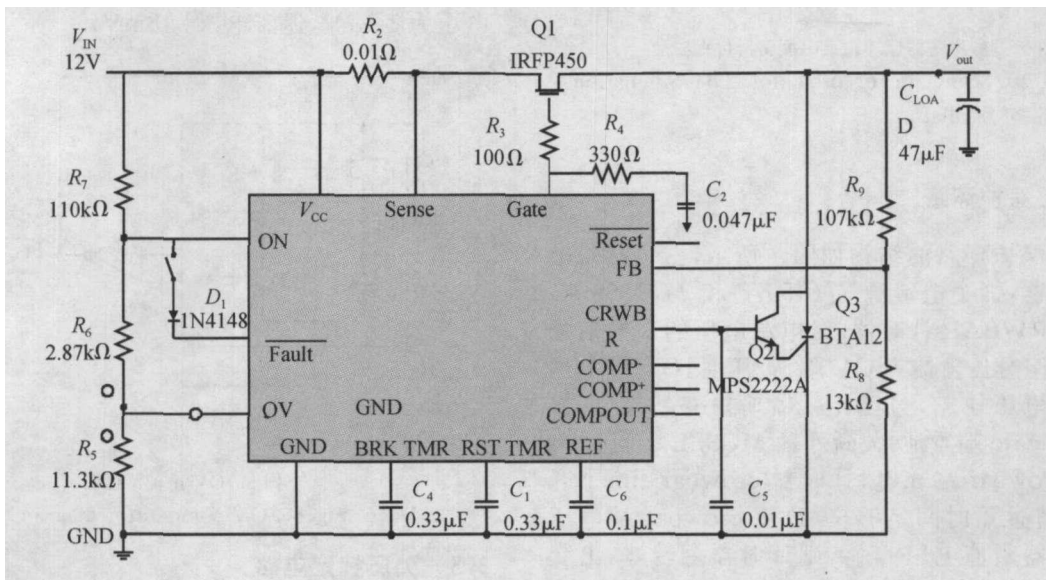 V_IN
12V
R₂
0.01Ω
Q1
IRFP450
V_out
C_LOA
D
47μF
R₃
100Ω
R₄
330Ω
C₂
0.047μF
R₇
110kΩ
R₉
107kΩ
V_CC
Sense
Gate
ON
Reset
FB
D₁
1N4148
CRWB
R
Q3
BTA12
R₆
2.87kΩ
Fault
Q2
MPS2222A
COMP⁻
COMP⁺
COMPOUT
R₈
13kΩ
OV
GND
GND
BRK TMR
RST TMR
REF
R₅
11.3kΩ
C₄
0.33μF
C₁
0.33μF
C₆
0.1μF
C₅
0.01μF
GND